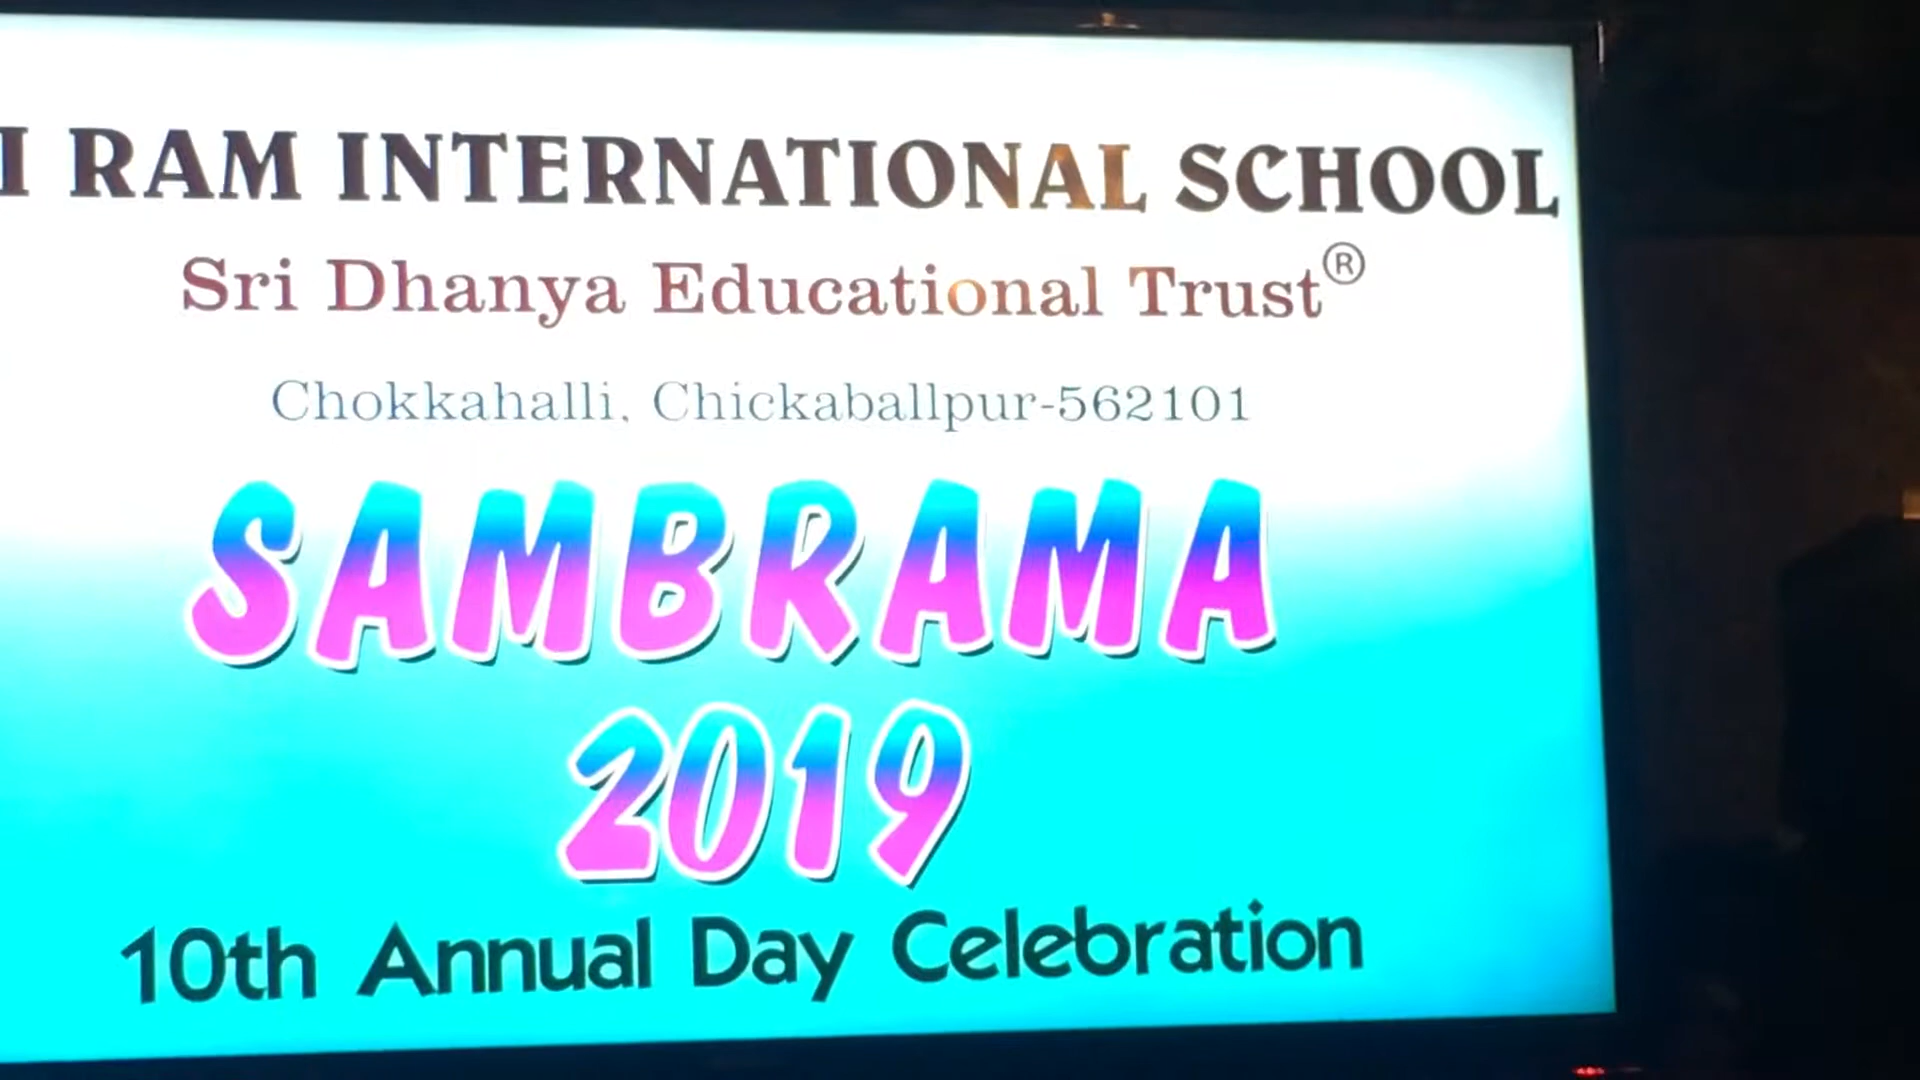 I RAM INTERNATIONAL SCHOOL
Sri Dhanya Educational Trust®
Chokkahalli, Chickaballpur-562101
SAMBRAMA
2019
10th Annual Day Celebration